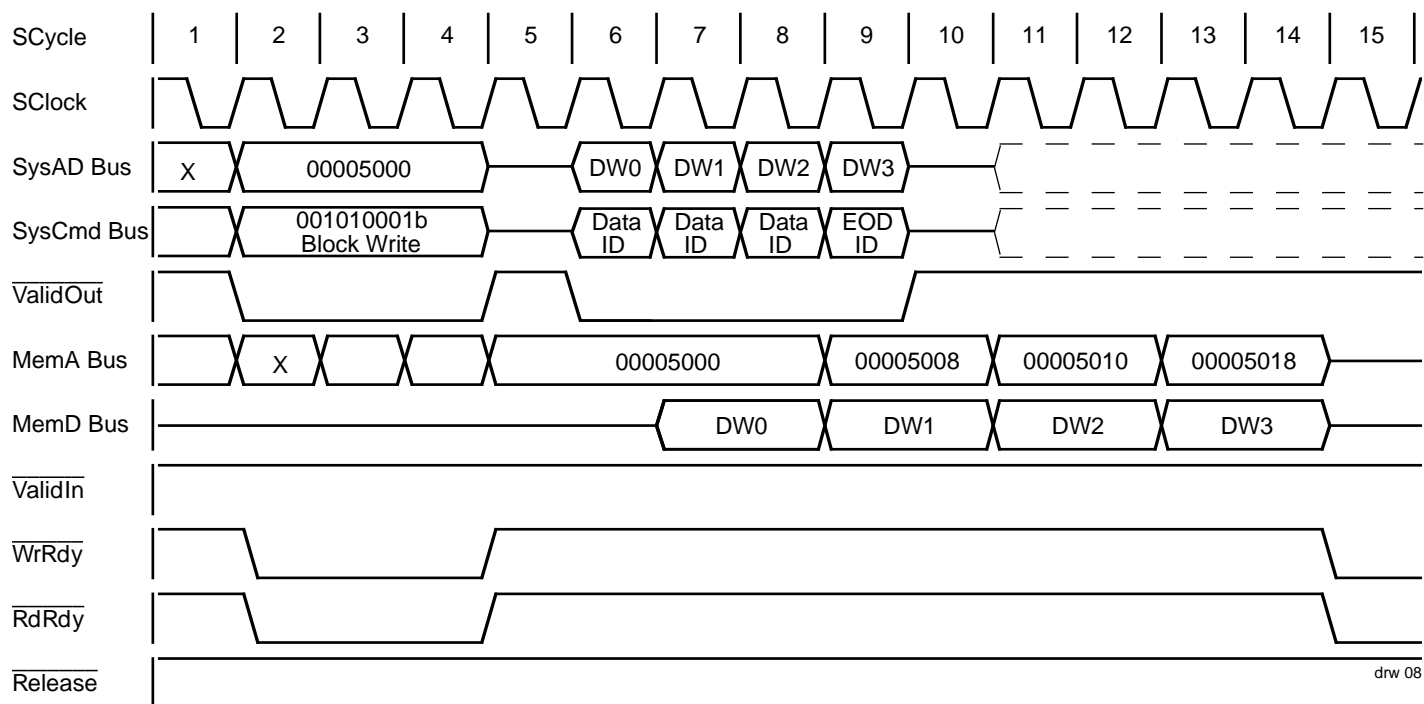 SCycle 1 2 3 4 5 6 7 8 9 10 11 12 13 14 15
SClock
SysAD Bus X 00005000 DW0 DW1 DW2 DW3
SysCmd Bus 001010001b Block Write Data ID Data ID Data ID EOD ID
ValidOut
MemA Bus X 00005000 00005008 00005010 00005018
MemD Bus DW0 DW1 DW2 DW3
ValidIn
WrRdy
RdRdy
Release
drw 08